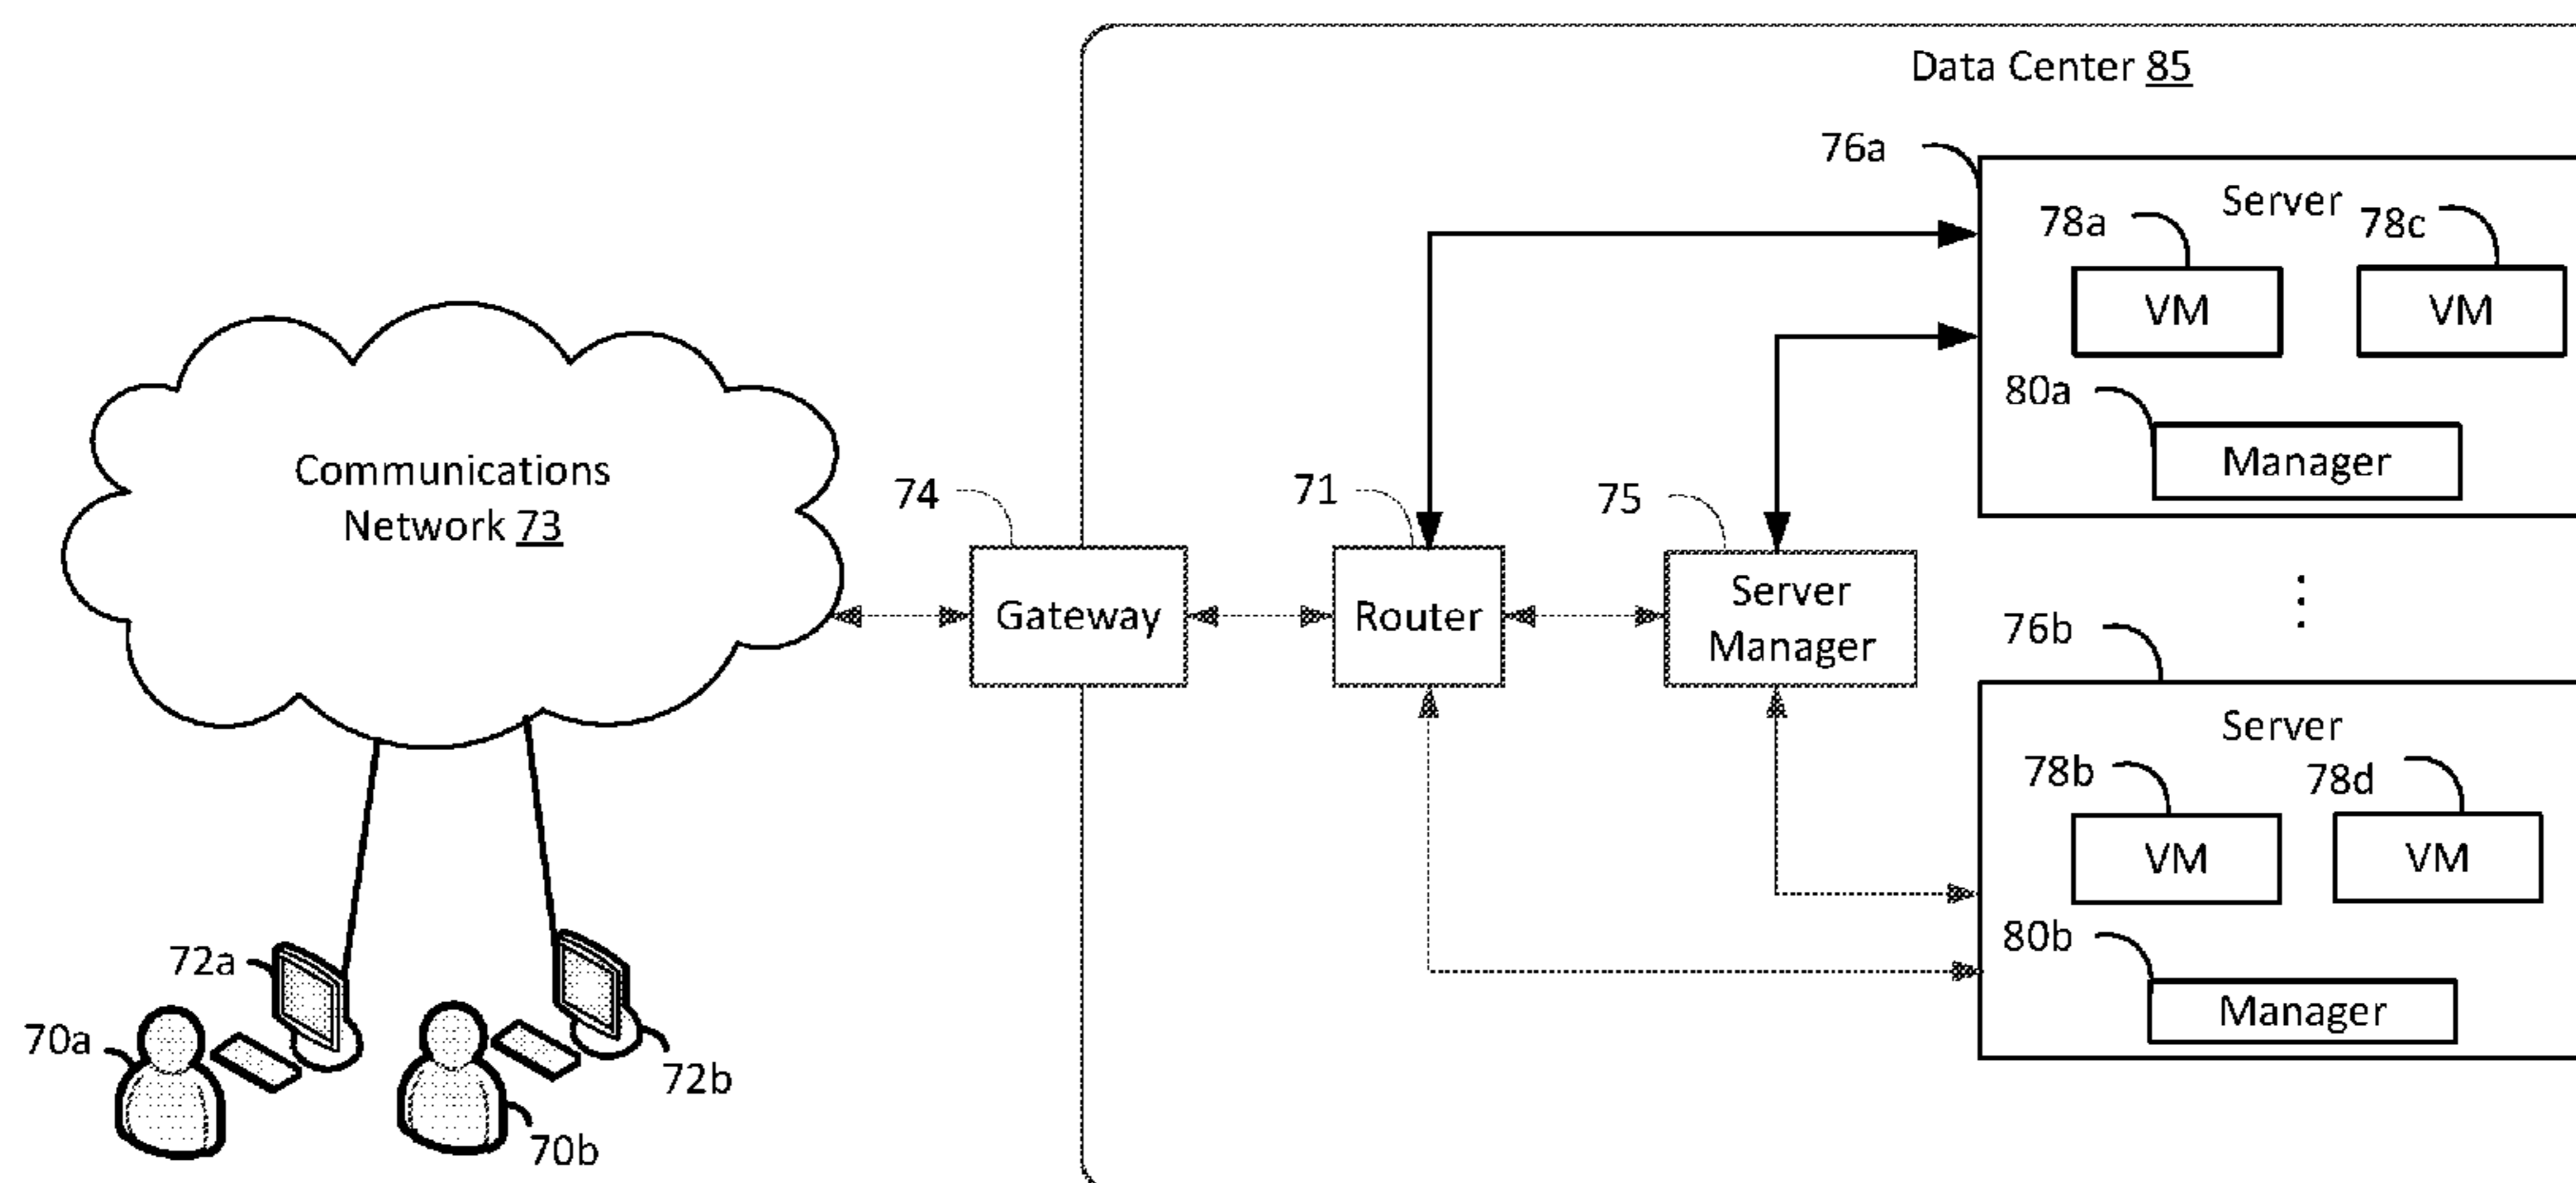 Data Center 85
76a
Server
78a
78c
VM
VM
80a
Manager
Communications
Network 73
74
71
75
Gateway
Router
Server
Manager
76b
Server
78b
78d
VM
VM
80b
Manager
72a
70a
72b
70b